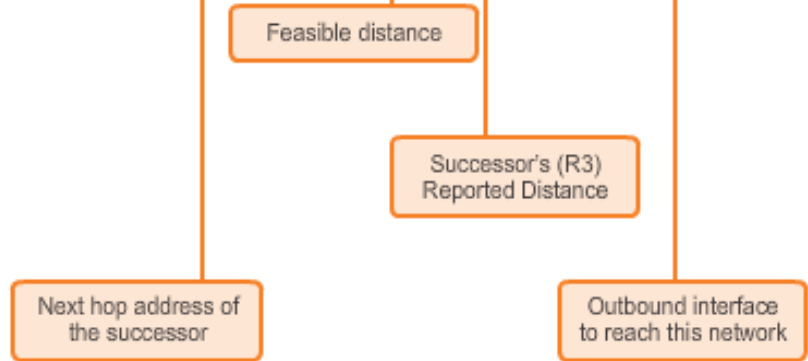 Feasible distance
Successor's (R3)
Reported Distance
Next hop address of
the successor
Outbound interface
to reach this network